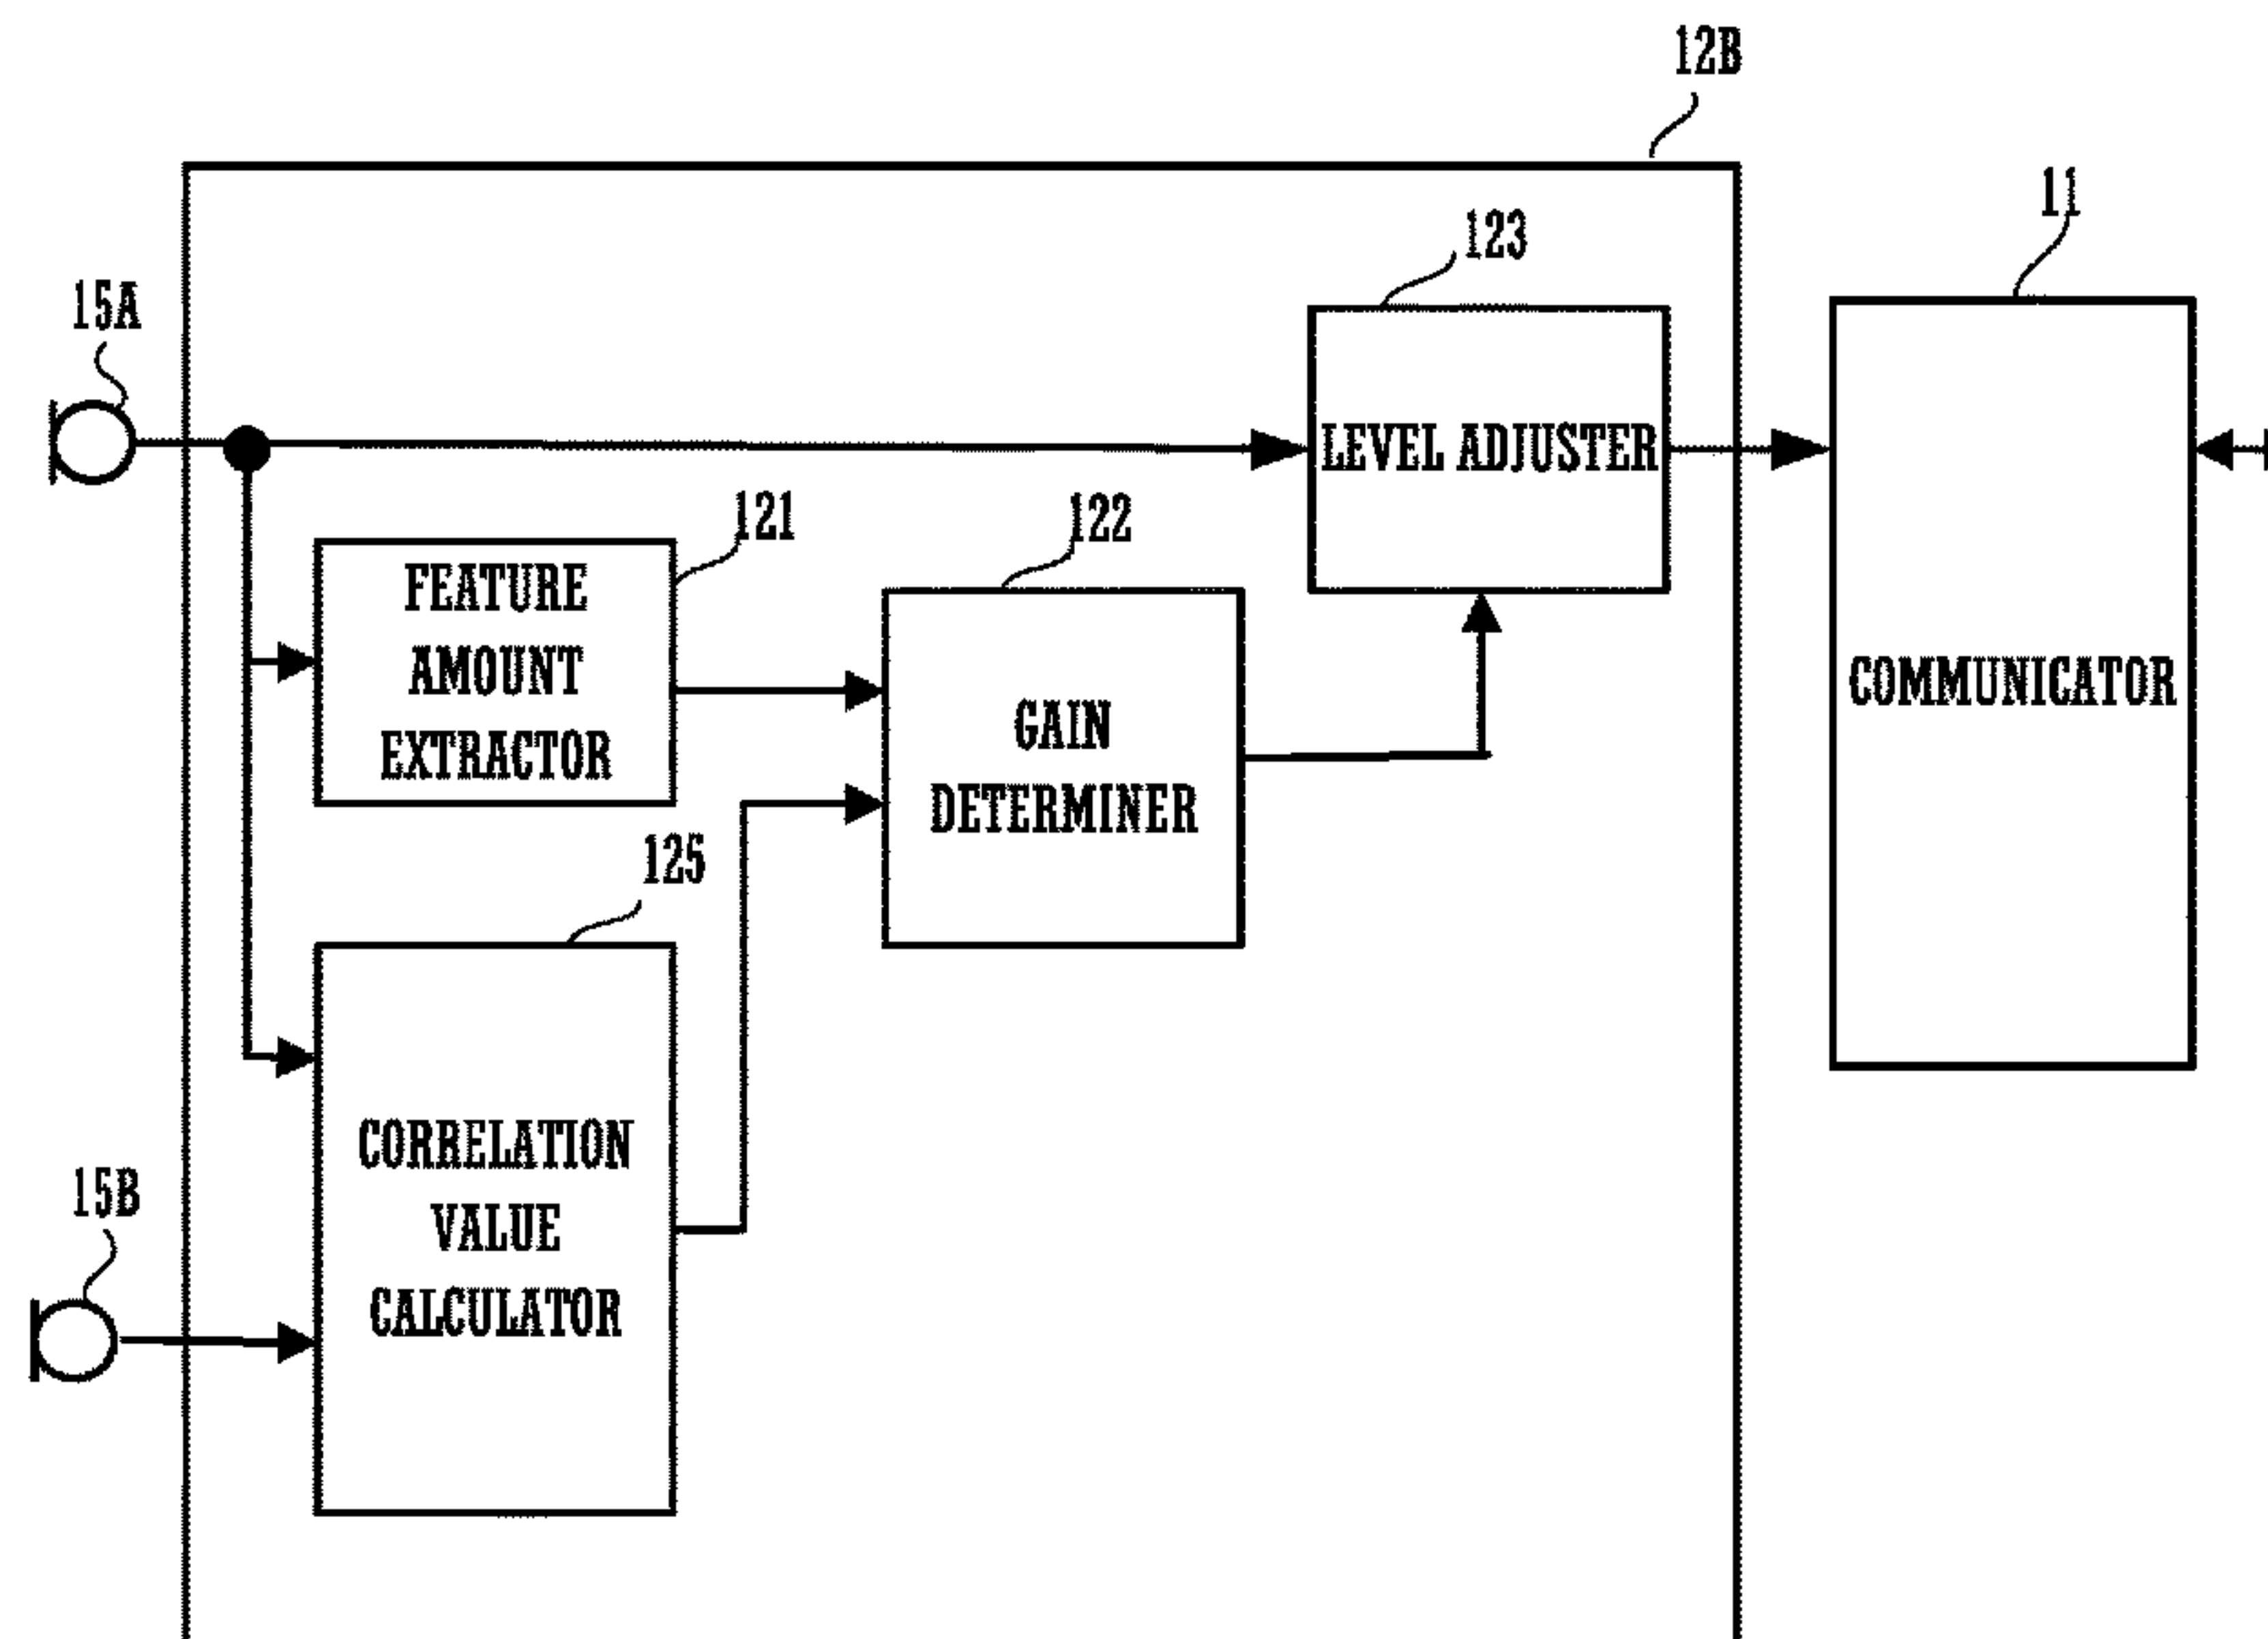 12B
11
123
15A
LEVEL ADJUSTER
121
122
FEATURE
AMOUNT
EXTRACTOR
COMMUNICATOR
GAIN
DETERMINER
125
CORRELATION
VALUE
CALCULATOR
15B